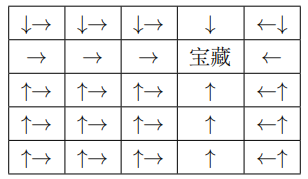 ↓→ ↓→ ↓→ ↓ ←↓
→ → → 宝藏 ←
↑→ ↑→ ↑→ ↑ ←↑
↑→ ↑→ ↑→ ↑ ←↑
↑→ ↑→ ↑→ ↑ ←↑